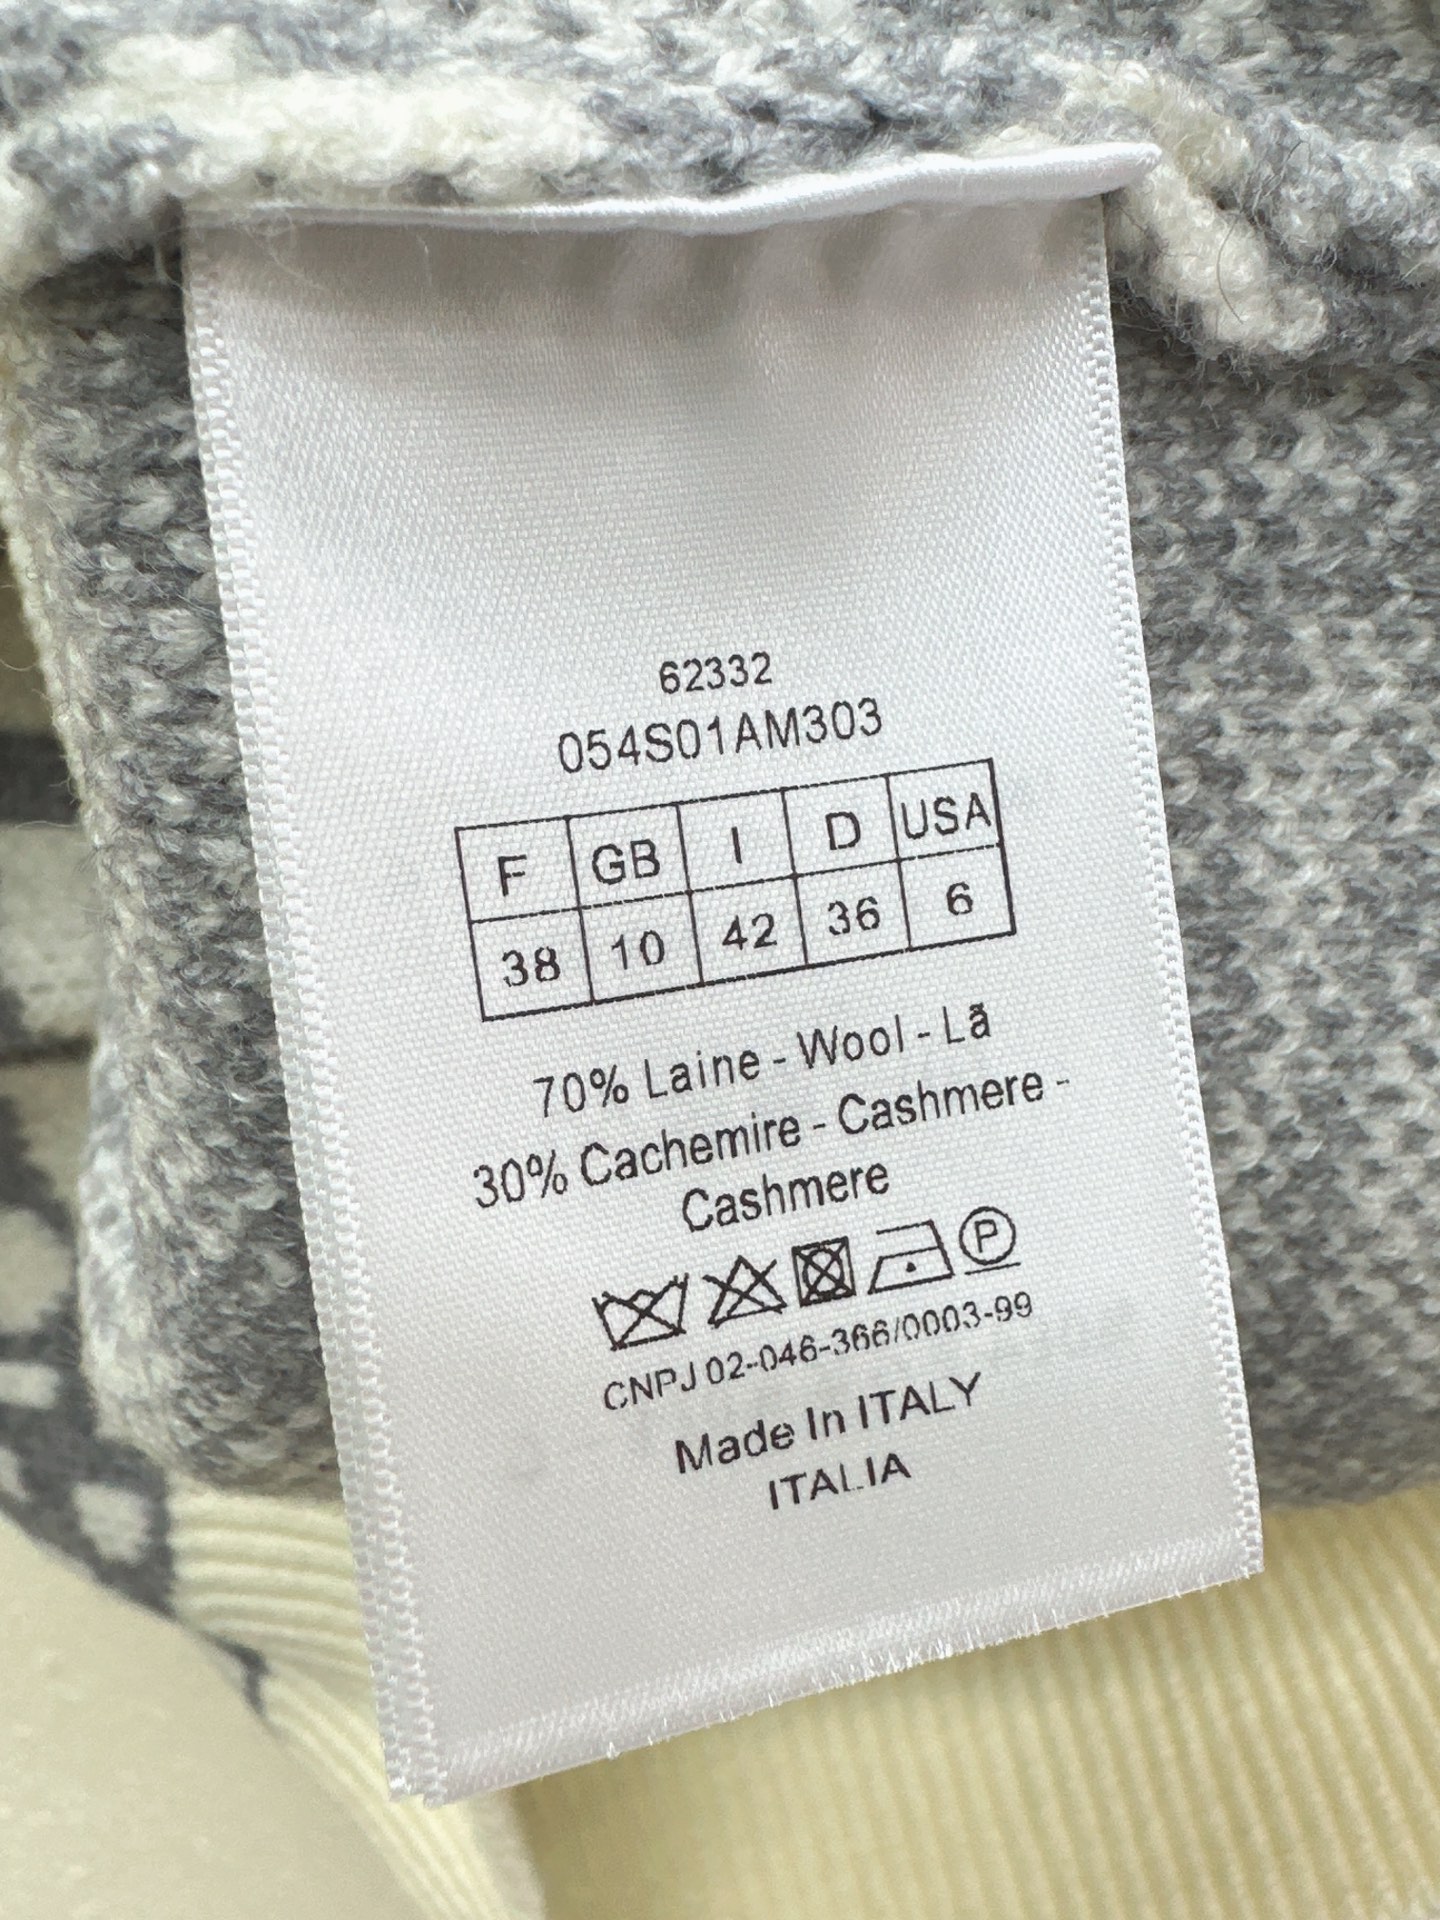 62332
054S01AM303
F GB I D USA
38 10 42 36 6
70% Laine - Wool - Lã
30% Cachemire - Cashmere -
Cashmere
P
CNPJ 02-046-366/0003-99
Made In ITALY
ITALIA